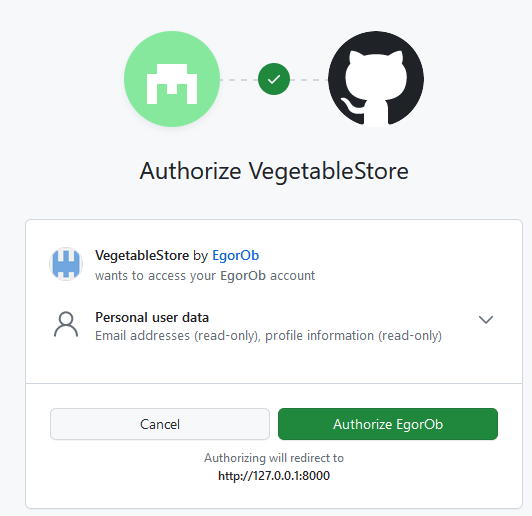 Authorize VegetableStore
VegetableStore by EgorOb
wants to access your EgorOb account
Personal user data
Email addresses (read-only), profile information (read-only)
Cancel
Authorize EgorOb
Authorizing will redirect to
http://127.0.0.1:8000